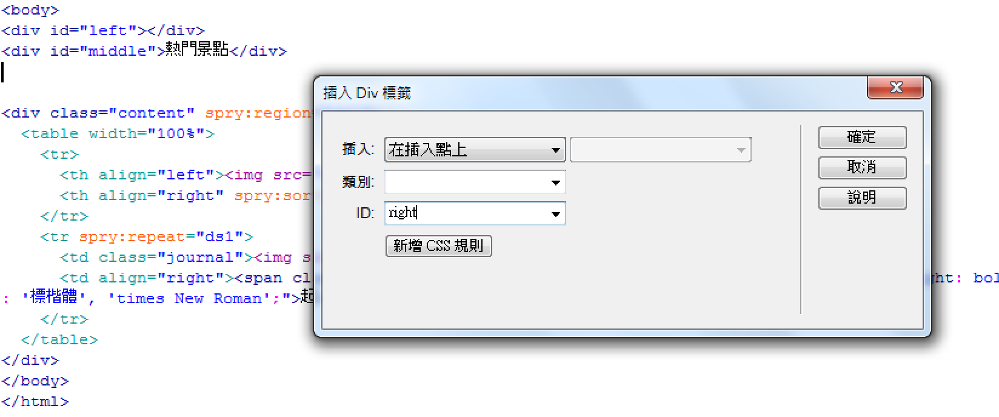 <body>
<div id="left"></div>
<div id="middle">熱門景點</div>
<div class="content" spry:region=
<table width="100%">
<tr>
<th align="left"><img src=
<th align="right" spry:sor
</tr>
<tr spry:repeat="ds1">
<td class="journal"><img s
<td align="right"><span cl
ht: bol
: '標楷體', 'times New Roman';">起
</tr>
</table>
</div>
</body>
</html>
插入 Div 標籤
插入: 在插入點上
類別:
ID: right
新增 CSS 規則
確定
取消
說明